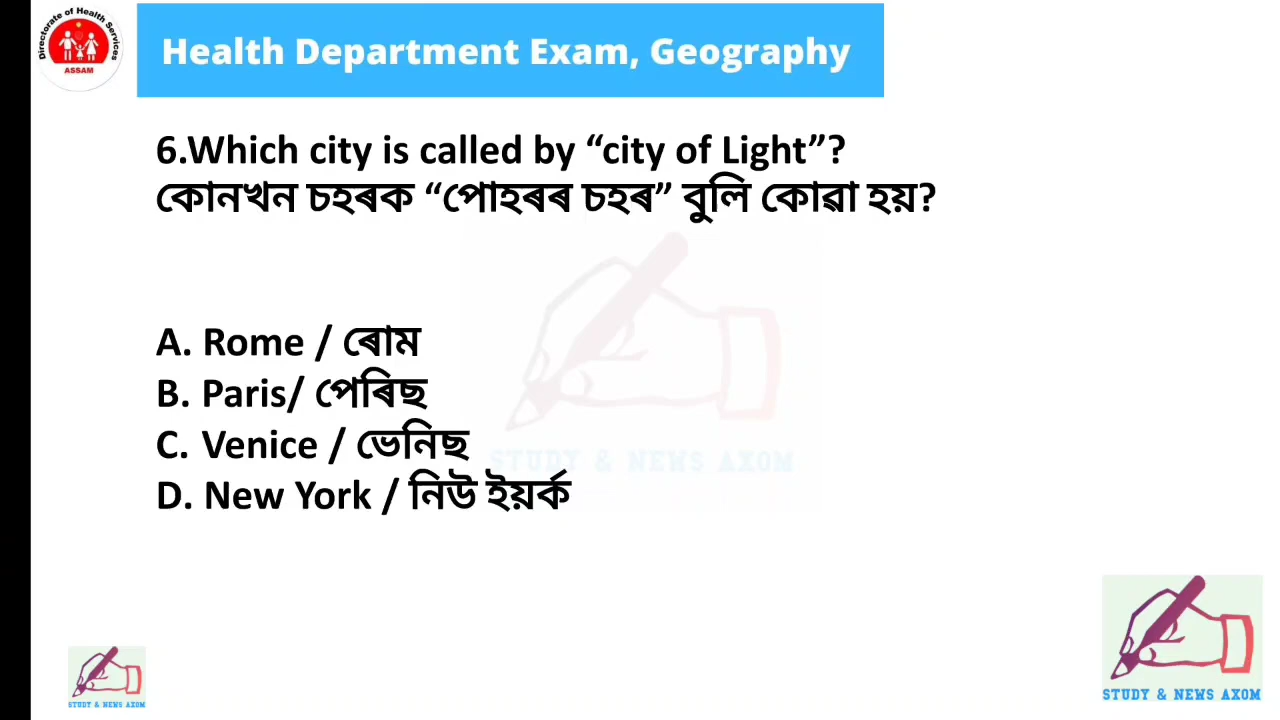 Directorate of Health Services
ASSAM
Health Department Exam, Geography
6.Which city is called by “city of Light”?
কোনখন চহৰক “পোহৰৰ চহৰ” বুলি কোৱা হয়?
A. Rome / ৰোম
B. Paris/ পেৰিছ
C. Venice / ভেনিছ
D. New York / নিউ ইয়ৰ্ক
STUDY & NEWS AXOM
STUDY & NEWS AXOM
STUDY & NEWS AXOM